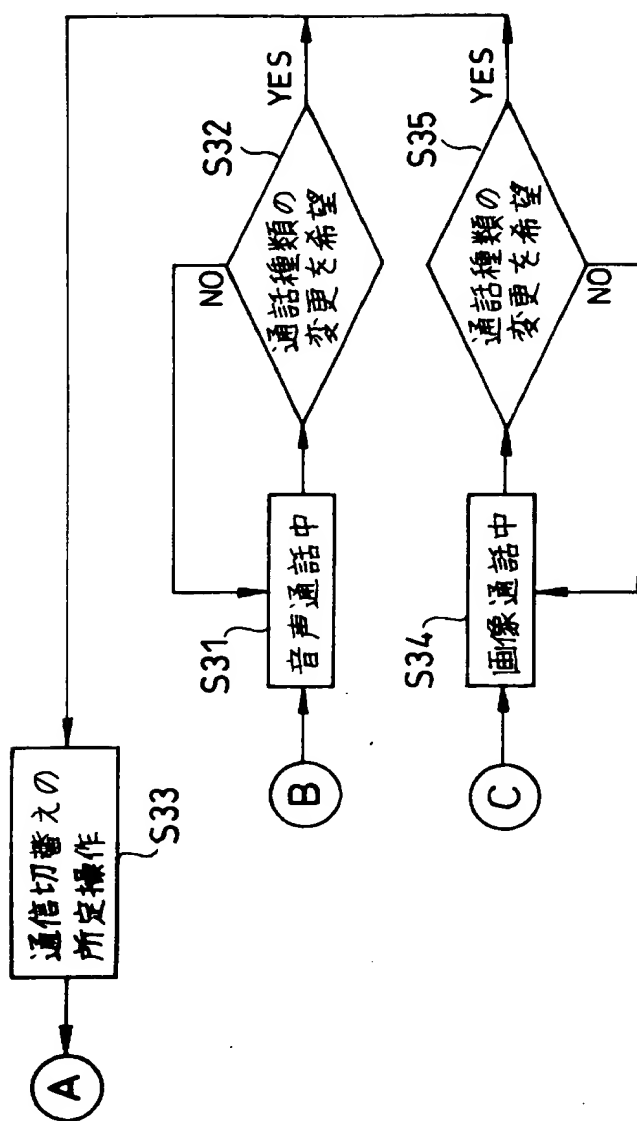 A
通信切替えの
所定操作
S33
B
S31
音声通話中
S32
通話種類の
変更を希望
NO
YES
C
S34
画像通話中
S35
通話種類の
変更を希望
NO
YES